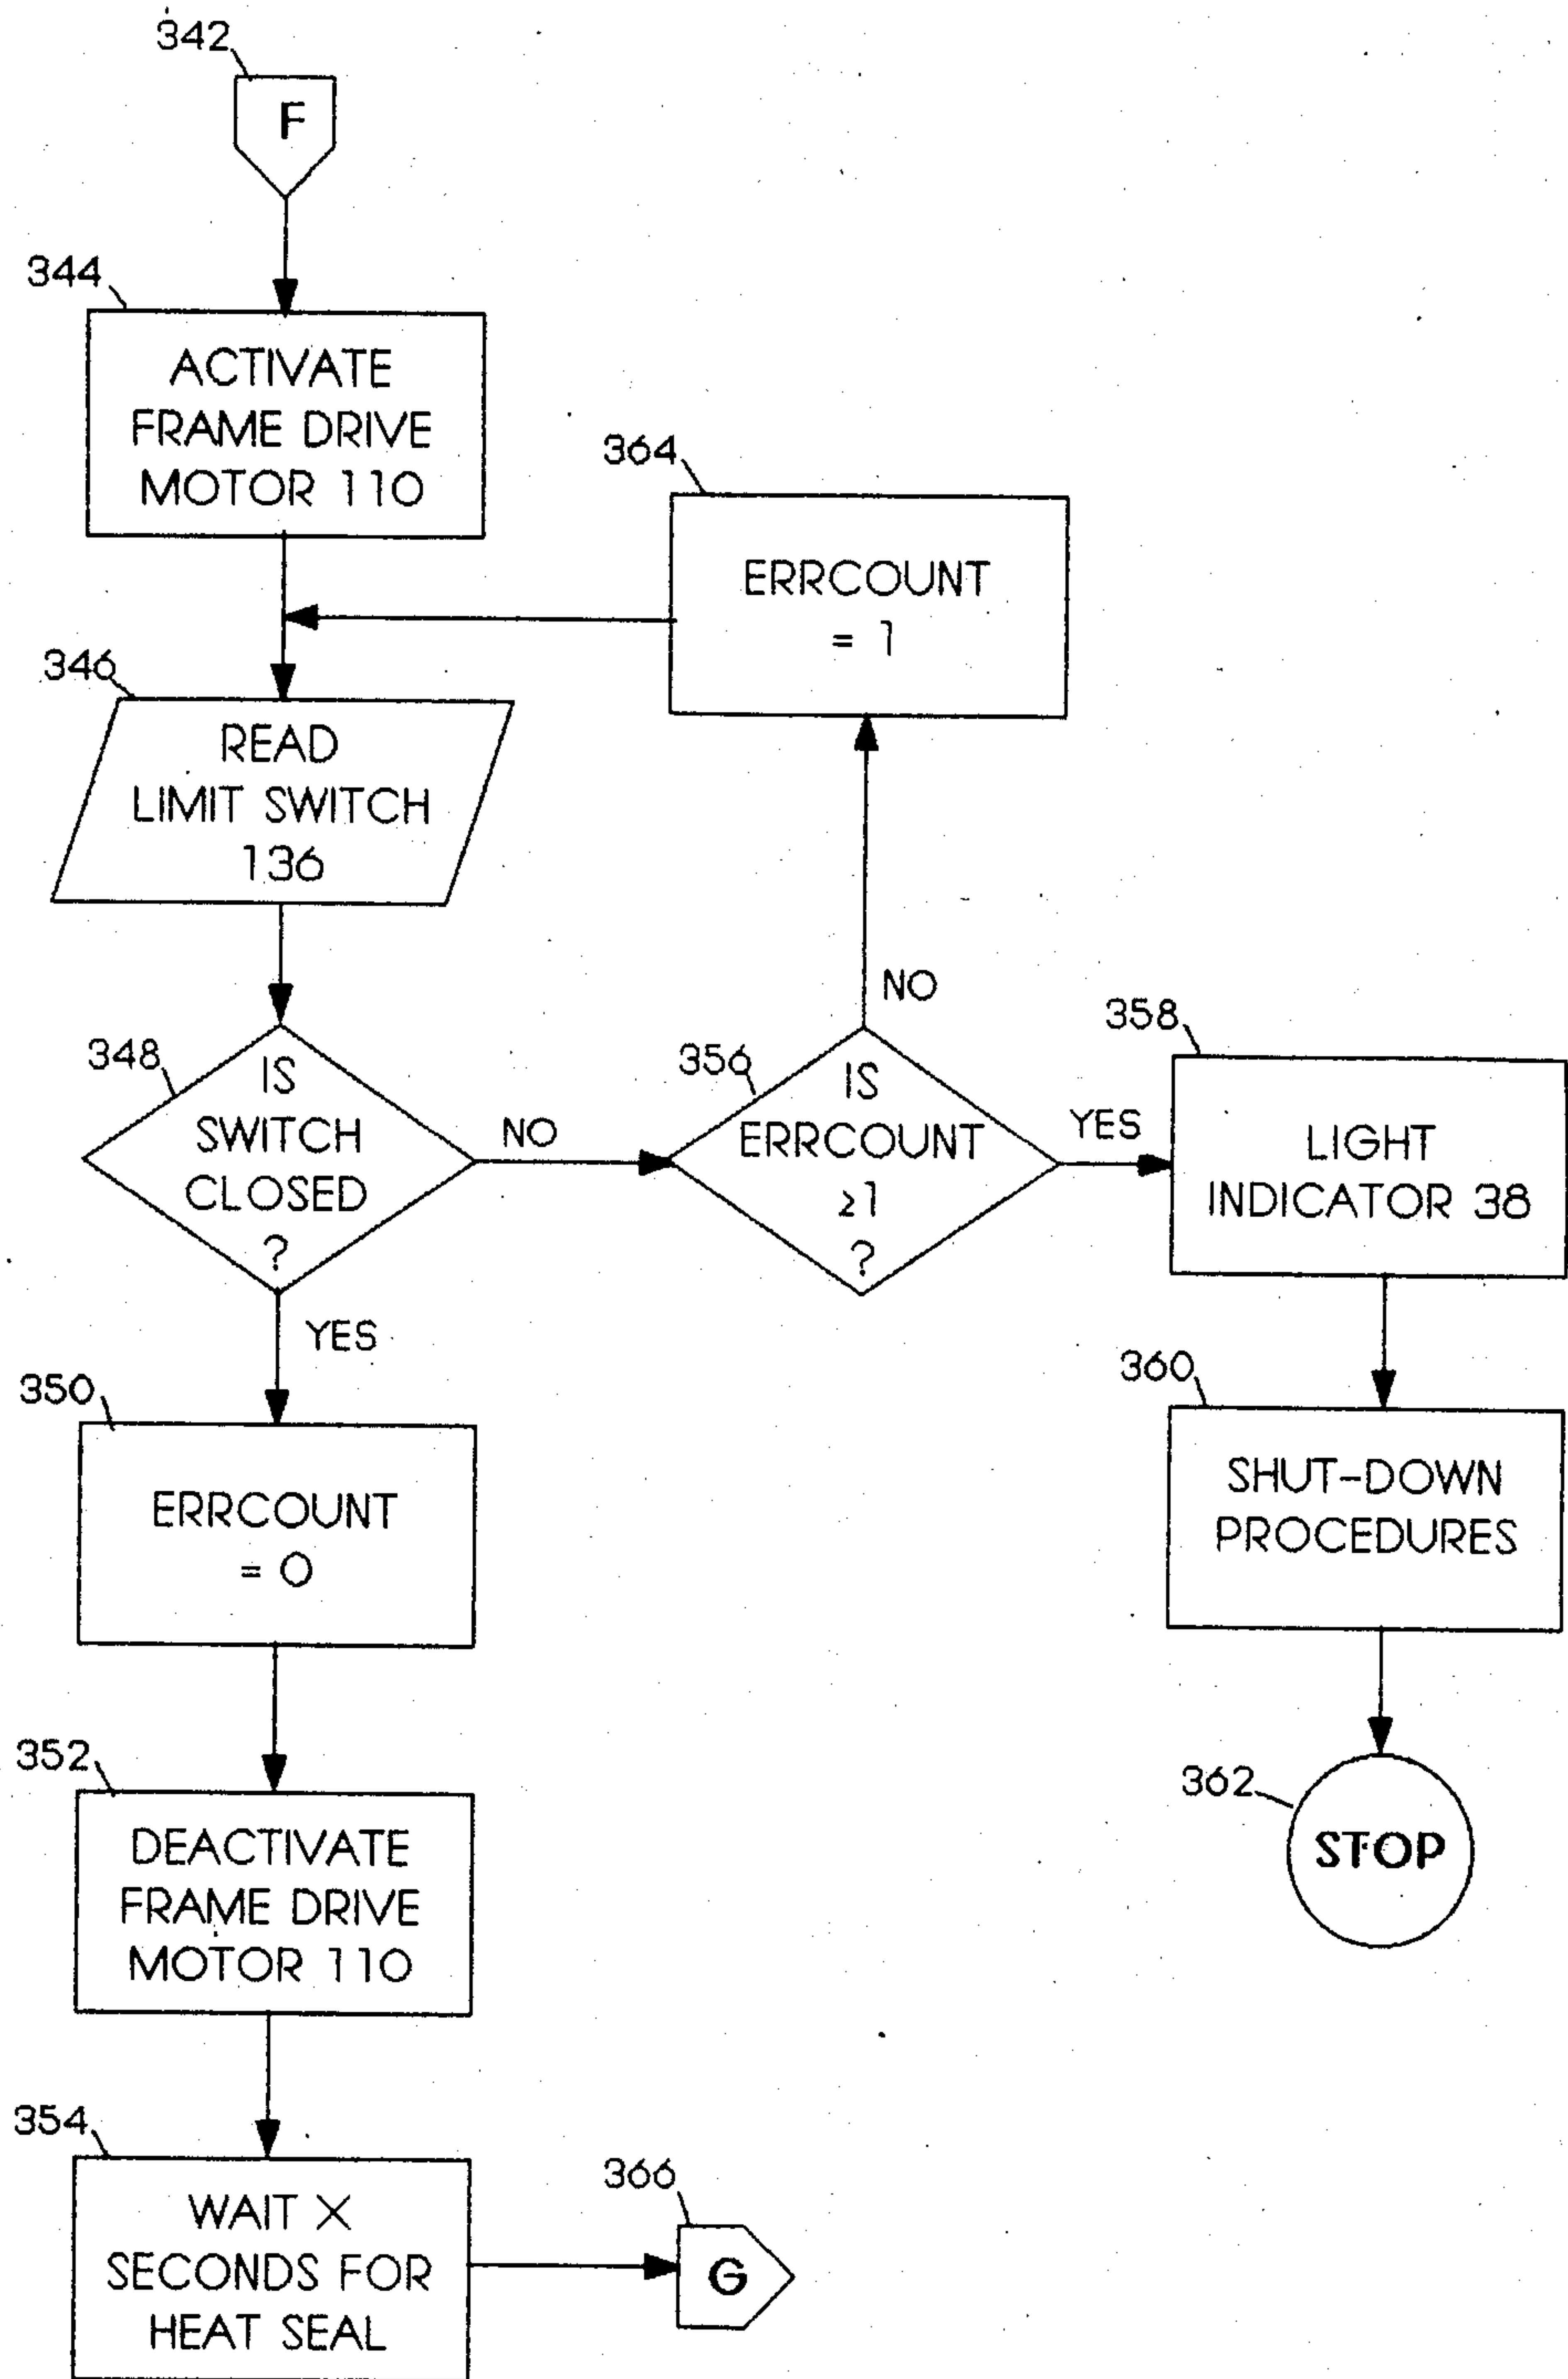 342
F
344
ACTIVATE
FRAME DRIVE
MOTOR 110
364
ERRCOUNT
= 1
346
READ
LIMIT SWITCH
136
348
IS
SWITCH
CLOSED
?
NO
YES
356
IS
ERRCOUNT
≥1
?
NO
YES
358
LIGHT
INDICATOR 38
360
SHUT-DOWN
PROCEDURES
362
STOP
350
ERRCOUNT
= 0
352
DEACTIVATE
FRAME DRIVE
MOTOR 110
354
WAIT X
SECONDS FOR
HEAT SEAL
366
G